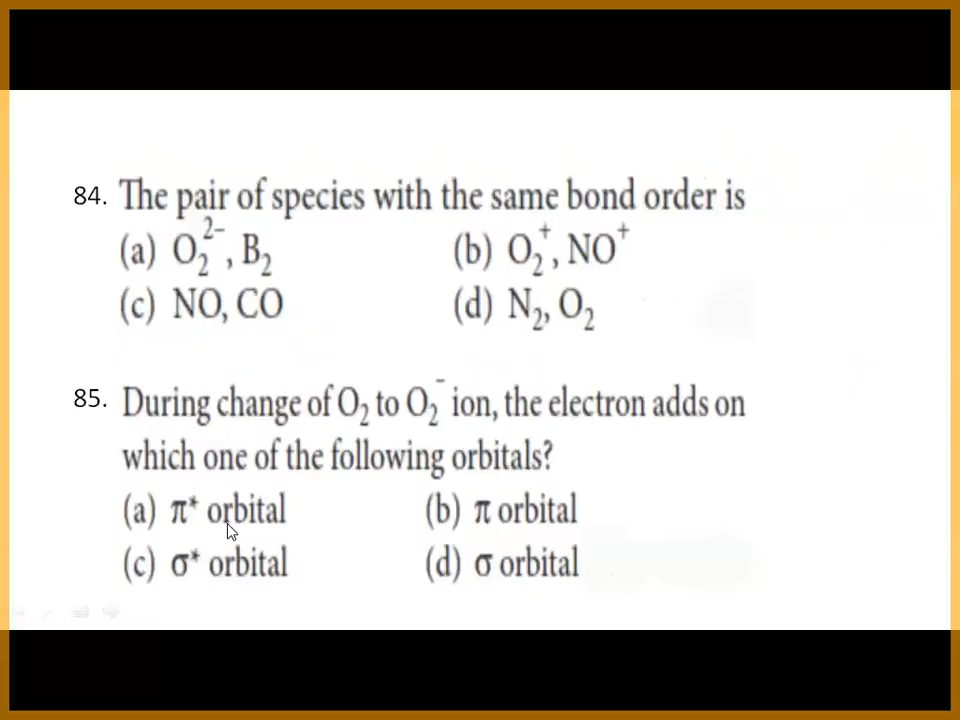 84. The pair of species with the same bond order is
(a) O₂²⁻, B₂ (b) O₂⁺, NO⁺
(c) NO, CO (d) N₂, O₂
85. During change of O₂ to O₂⁻ ion, the electron adds on
which one of the following orbitals?
(a) π* orbital (b) π orbital
(c) σ* orbital (d) σ orbital